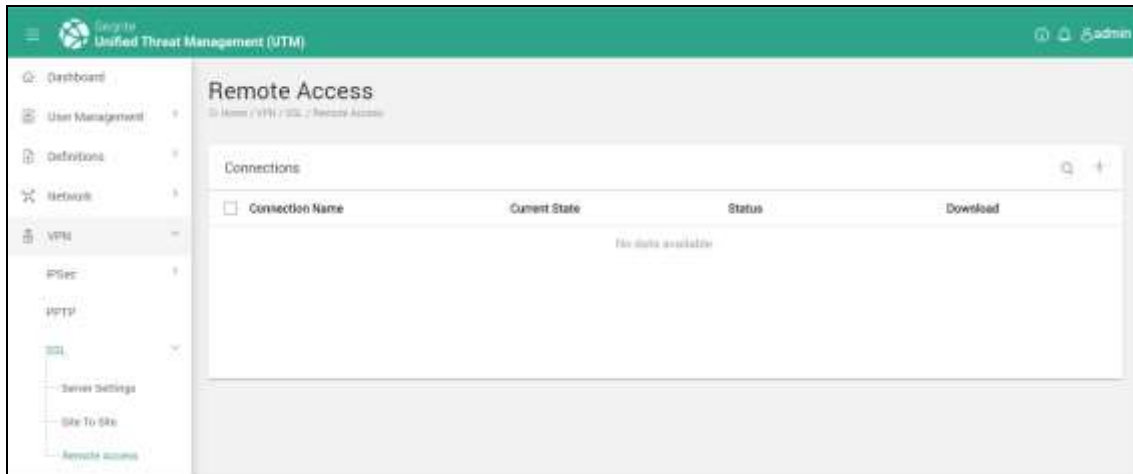 Seqrite
Unified Threat Management (UTM)
admin
Dashboard
User Management
Definitions
Network
VPN
IPSec
PPTP
SSL
Server Settings
Site To Site
Remote Access
Remote Access
Home / VPN / SSL / Remote Access
Connections
Connection Name Current State Status Download
No data available